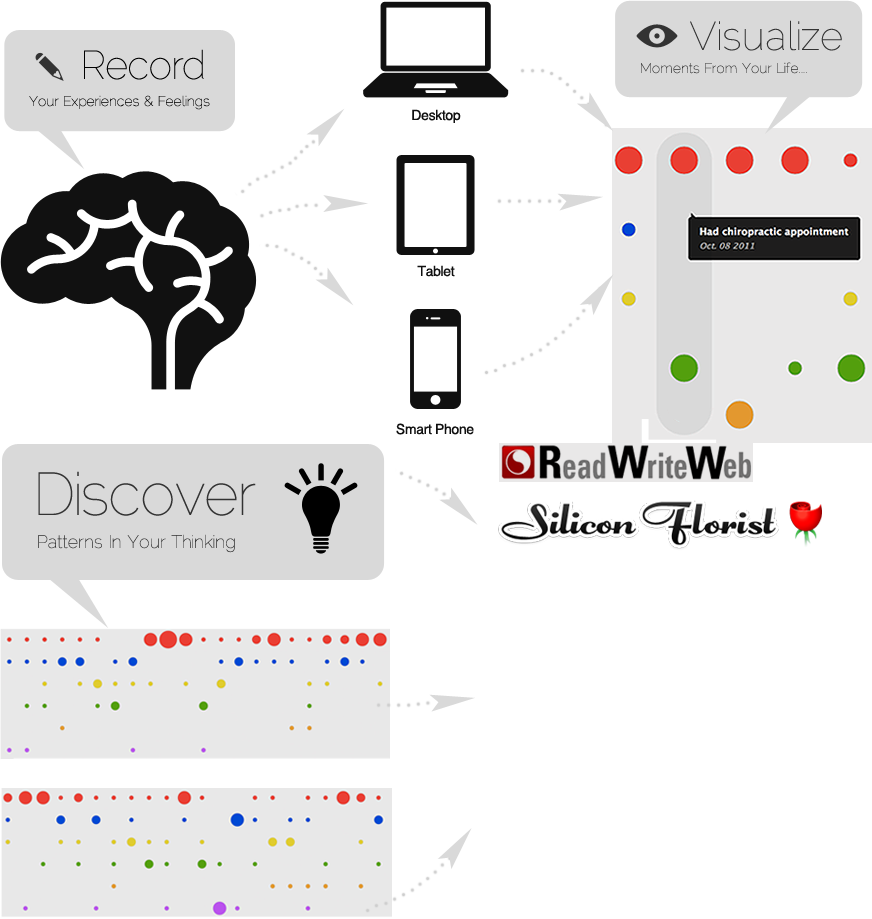 Record
Your Experiences & Feelings
Desktop
Tablet
Smart Phone
Visualize
Moments From Your Life....
Had chiropractic appointment
Oct. 08 2011
Discover
Patterns In Your Thinking
ReadWriteWeb
Silicon Florist